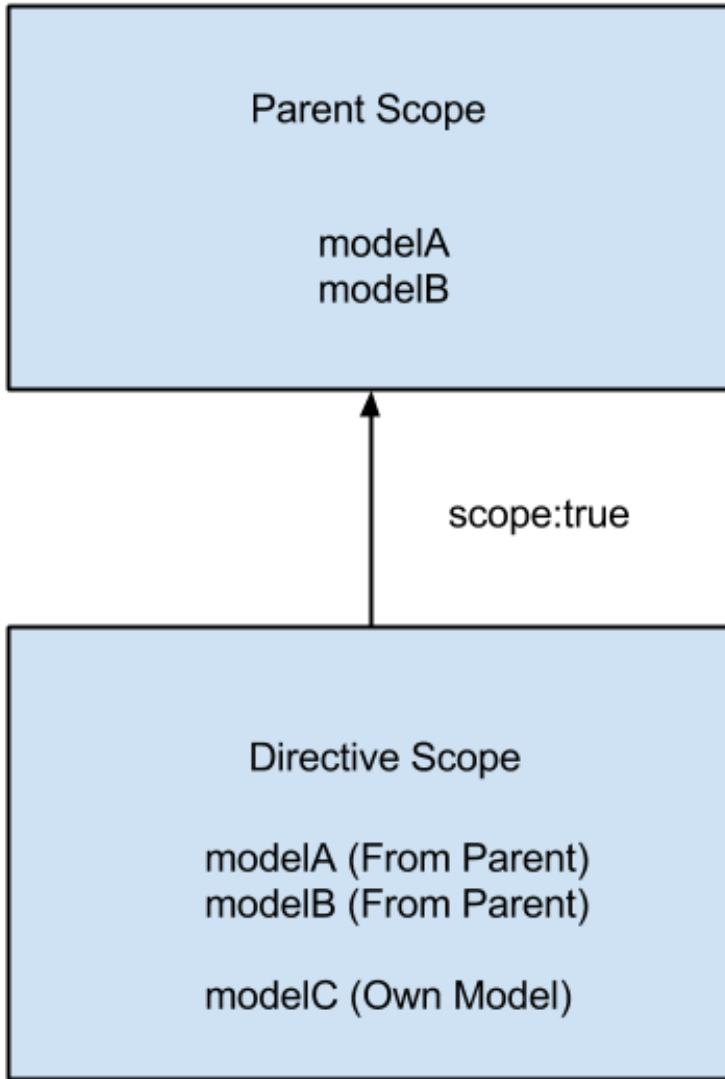 Parent Scope
modelA
modelB
scope:true
Directive Scope
modelA (From Parent)
modelB (From Parent)
modelC (Own Model)